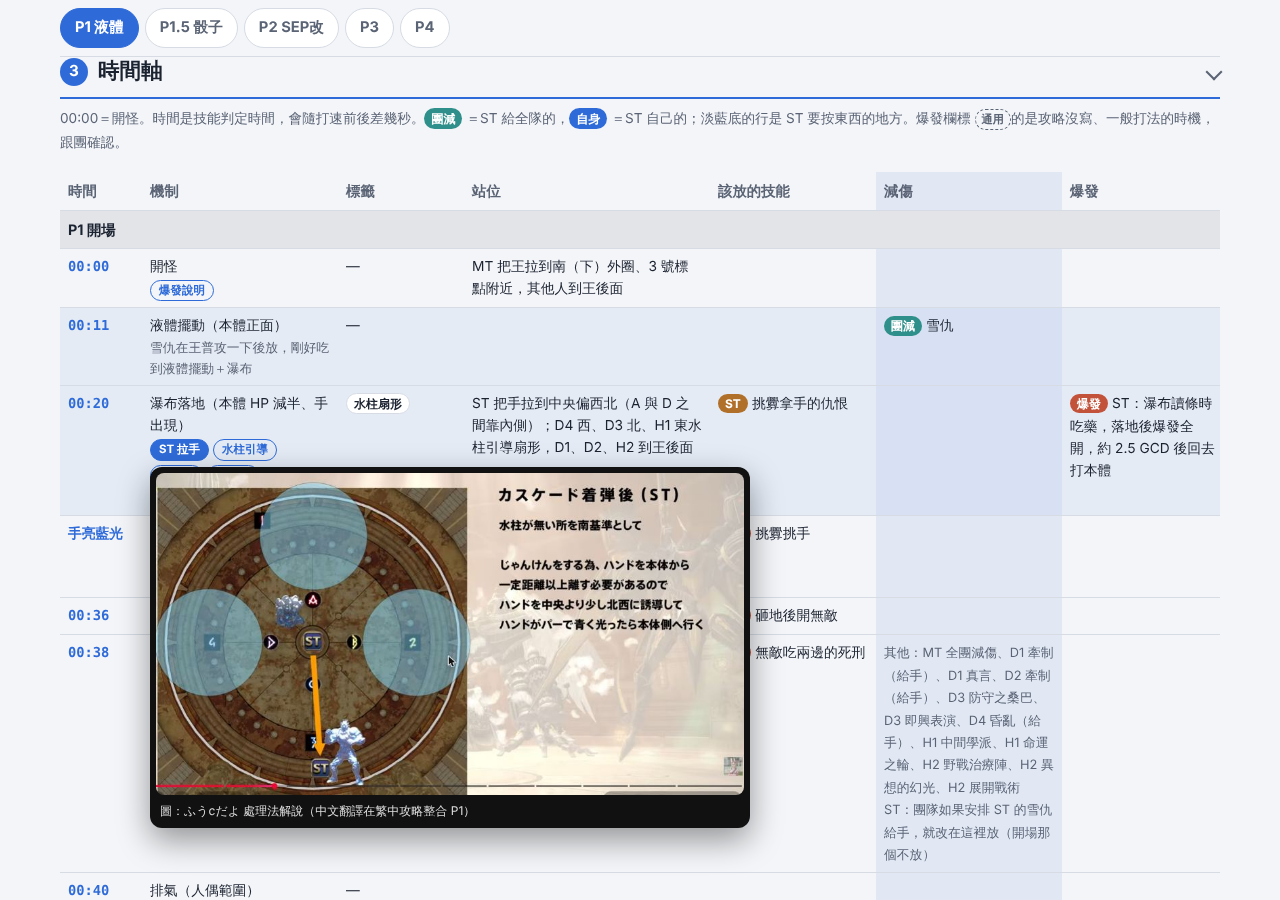 P1 液體
P1.5 骰子
P2 SEP改
P3
P4
3 時間軸
00:00＝開怪。時間是技能判定時間，會隨打速前後差幾秒。團減 ＝ST 給全隊的，自身 ＝ST 自己的；淡藍底的行是 ST 要按東西的地方。爆發欄標 通用 的是攻略沒寫、一般打法的時機，
跟團確認。
時間 機制 標籤 站位 該放的技能 減傷 爆發
P1 開場
00:00 開怪 — MT 把王拉到南（下）外圈、3 號標
爆發說明 點附近，其他人到王後面
00:11 液體擺動（本體正面） — 團減 雪仇
雪仇在王普攻一下後放，剛好吃
到液體擺動＋瀑布
00:20 瀑布落地（本體 HP 減半、手 水柱扇形 ST 把手拉到中央偏西北（A 與 D 之 ST 挑釁拿手的仇恨 爆發 ST：瀑布讀條時
出現） 間靠內側）；D4 西、D3 北、H1 東水 吃藥，落地後爆發全
ST 拉手 水柱引導 柱引導扇形，D1、D2、H2 到王後面 開，約 2.5 GCD 後回去
打本體
手亮藍光 挑釁挑手
00:36 砸地後開無敵
00:38 無敵吃兩邊的死刑
其他：MT 全團減傷、D1 牽制
（給手）、D1 真言、D2 牽制
（給手）、D3 防守之桑巴、
D3 即興表演、D4 昏亂（給
手）、H1 中間學派、H1 命運
之輪、H2 野戰治療陣、H2 異
想的幻光、H2 展開戰術
ST：團隊如果安排 ST 的雪仇
給手，就改在這裡放（開場那
個不放）
カスケード着弾後（ST）
水柱が無い所を南基準として
じゃんけんをする為、ハンドを本体から
一定距離以上離す必要があるので
ハンドを中央より少し北西に誘導して
ハンドがバーで青く光ったら本体側へ行く
1
A
4
ST
2
ST
圖：ふうcだよ 處理法解說（中文翻譯在繁中攻略整合 P1）
00:40 排氣（人偶範圍） —